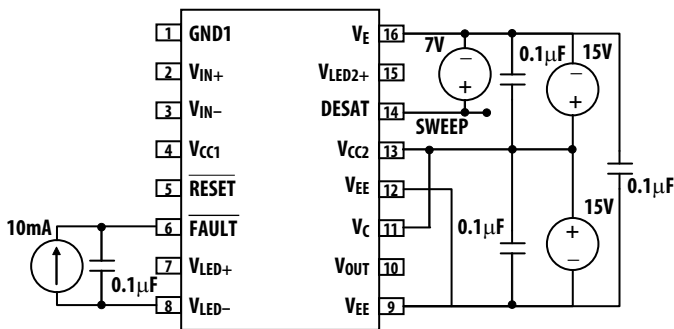 1 GND1
2 VIN+
3 VIN–
4 VCC1
5 RESET
6 FAULT
7 VLED+
8 VLED–
VE 16
VLED2+ 15
DESAT 14
VCC2 13
VEE 12
VC 11
VOUT 10
VEE 9
10mA
0.1µF
7V
–
+
SWEEP
0.1µF
15V
–
+
0.1µF
15V
+
–
0.1µF